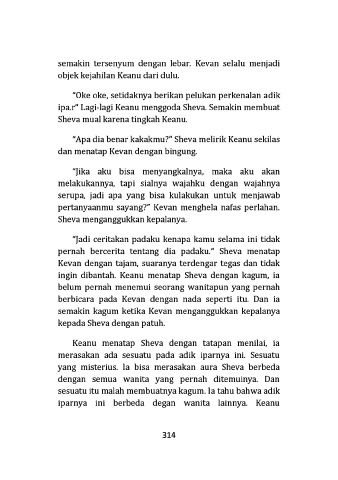 semakin tersenyum dengan lebar. Kevan selalu menjadi
objek kejahilan Keanu dari dulu.
“Oke oke, setidaknya berikan pelukan perkenalan adik
ipa.r” Lagi-lagi Keanu menggoda Sheva. Semakin membuat
Sheva mual karena tingkah Keanu.
“Apa dia benar kakakmu?” Sheva melirik Keanu sekilas
dan menatap Kevan dengan bingung.
“Jika aku bisa menyangkalnya, maka aku akan
melakukannya, tapi sialnya wajahku dengan wajahnya
serupa, jadi apa yang bisa kulakukan untuk menjawab
pertanyaanmu sayang?” Kevan menghela nafas perlahan.
Sheva menganggukkan kepalanya.
“Jadi ceritakan padaku kenapa kamu selama ini tidak
pernah bercerita tentang dia padaku.” Sheva menatap
Kevan dengan tajam, suaranya terdengar tegas dan tidak
ingin dibantah. Keanu menatap Sheva dengan kagum, ia
belum pernah menemui seorang wanitapun yang pernah
berbicara pada Kevan dengan nada seperti itu. Dan ia
semakin kagum ketika Kevan menganggukkan kepalanya
kepada Sheva dengan patuh.
Keanu menatap Sheva dengan tatapan menilai, ia
merasakan ada sesuatu pada adik iparnya ini. Sesuatu
yang misterius. Ia bisa merasakan aura Sheva berbeda
dengan semua wanita yang pernah ditemuinya. Dan
sesuatu itu malah membuatnya kagum. Ia tahu bahwa adik
iparnya ini berbeda degan wanita lainnya. Keanu
314